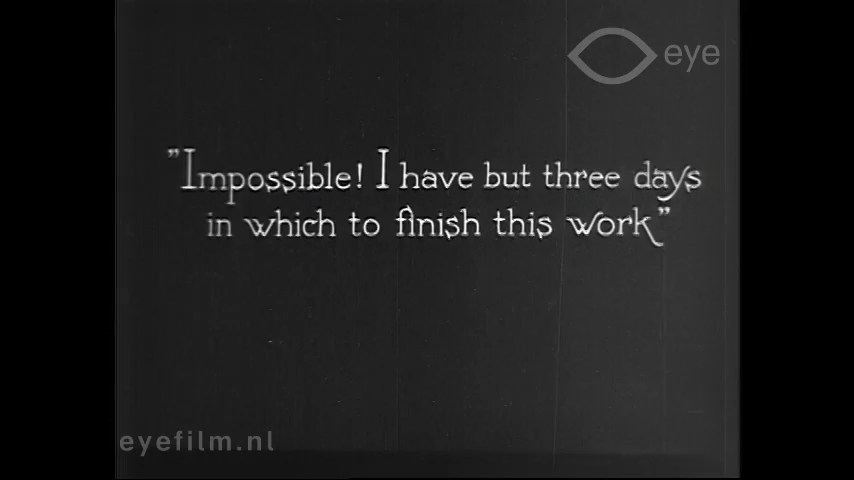 eye
"Impossible! I have but three days
in which to finish this work"
eyefilm.nl